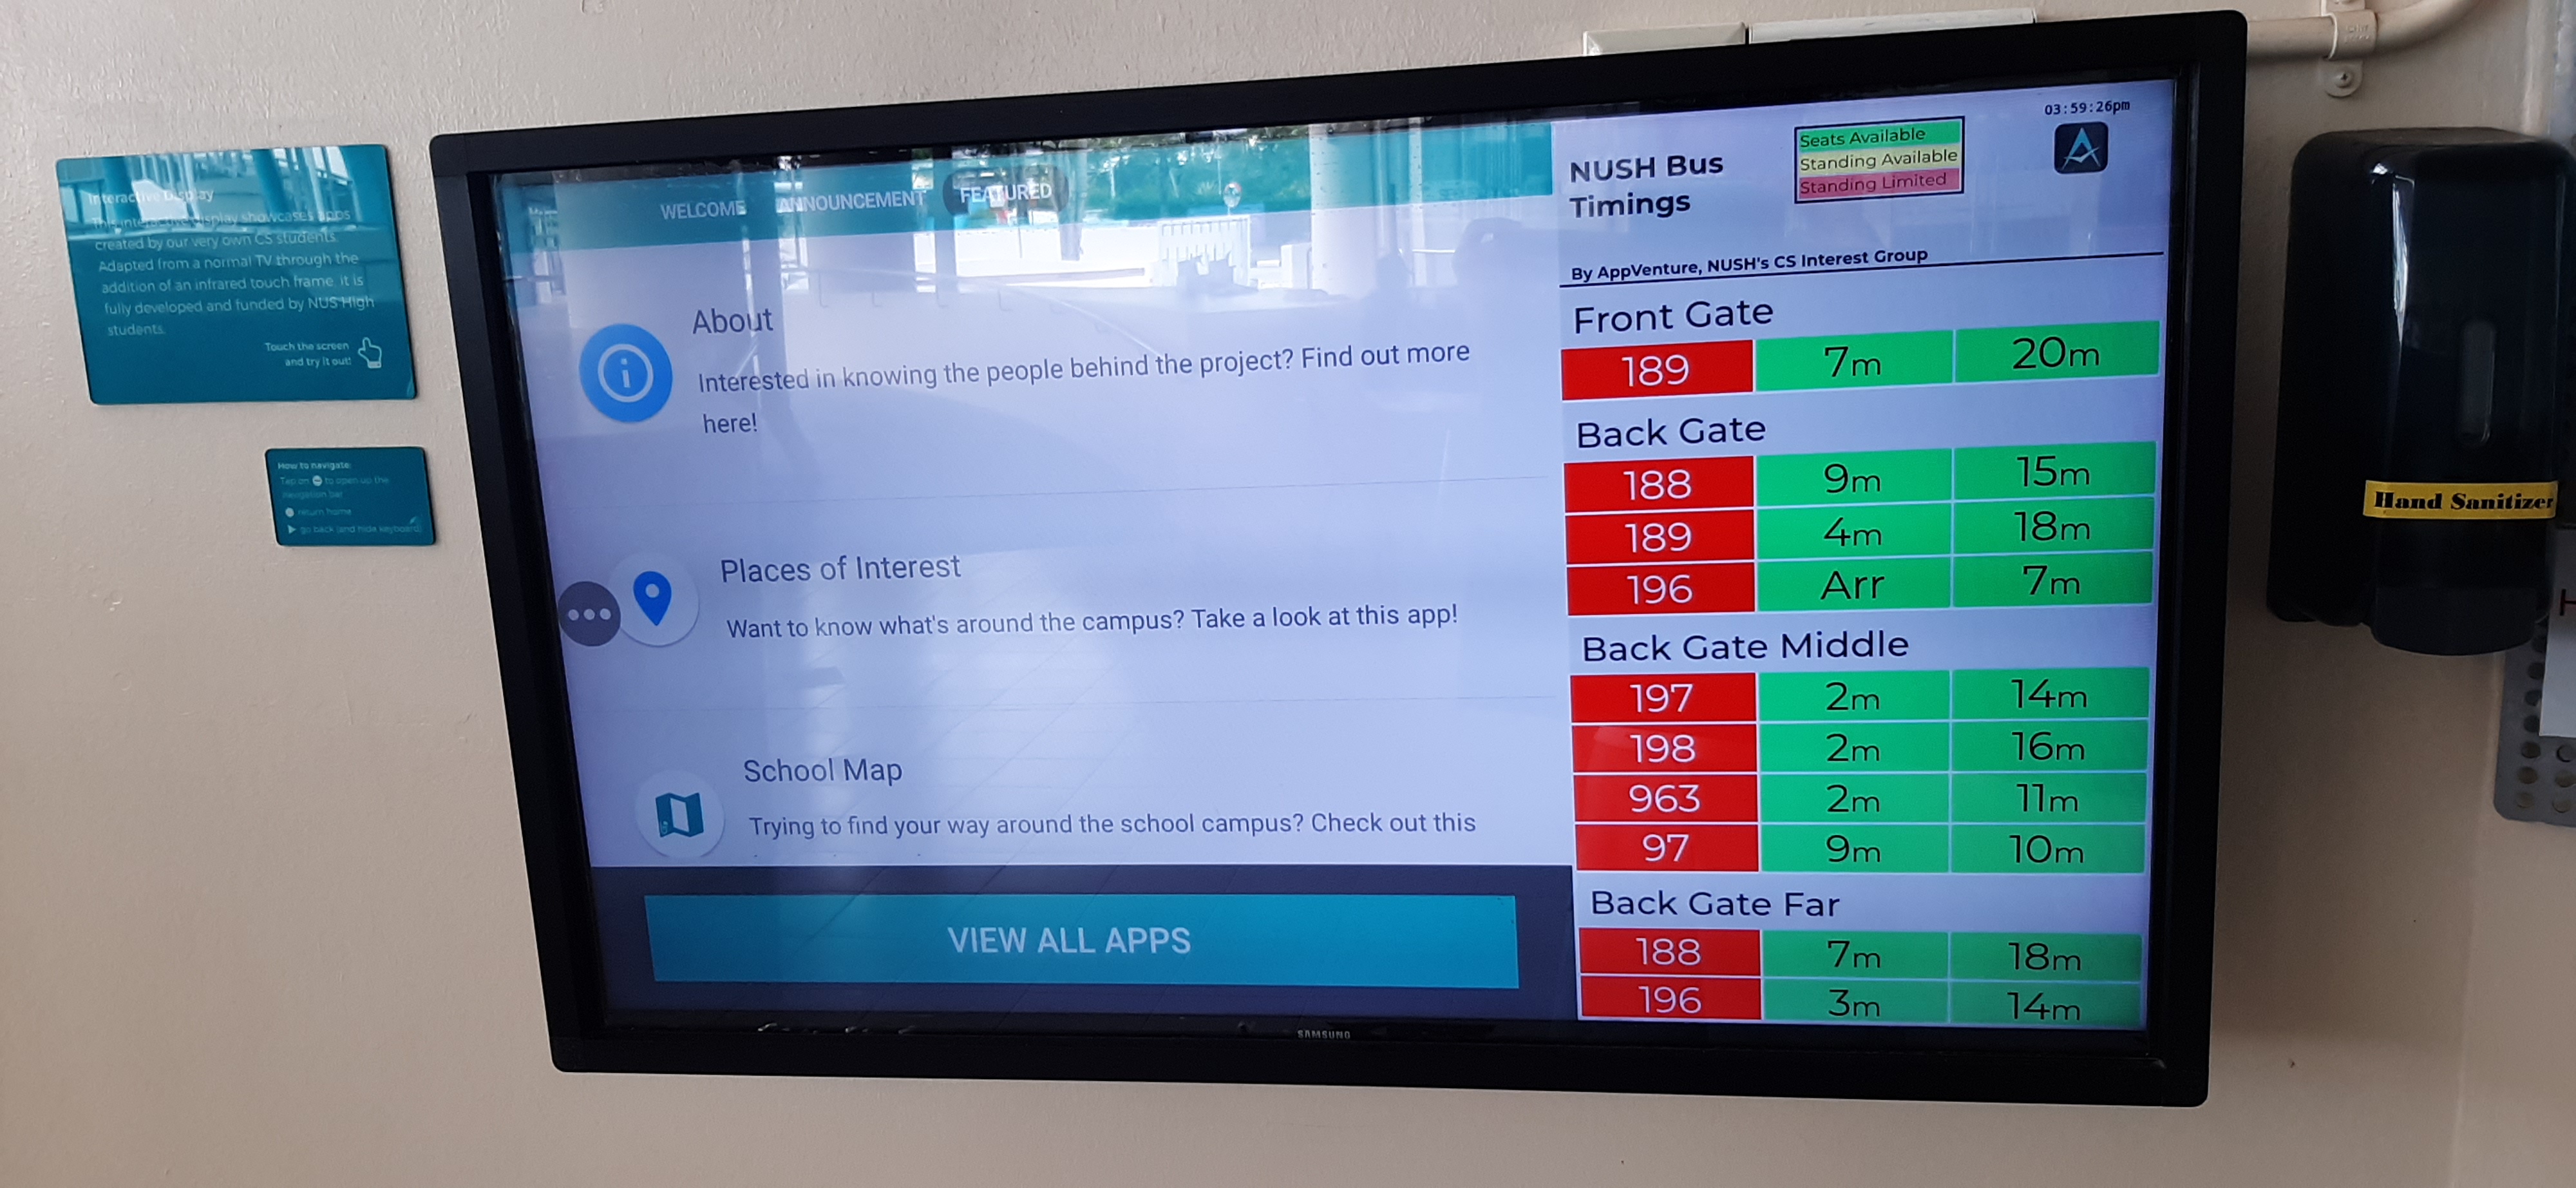 Interactive Display
This interactive display showcases apps
created by our very own CS students.
Adapted from a normal TV through the
addition of an infrared touch frame, it is
fully developed and funded by NUS High
students.
Touch the screen
and try it out!
How to navigate:
Tap on to open up the
navigation bar
return home
go back (and hide keyboard)
WELCOME ANNOUNCEMENT FEATURED
About
Interested in knowing the people behind the project? Find out more
here!
Places of Interest
Want to know what's around the campus? Take a look at this app!
School Map
Trying to find your way around the school campus? Check out this
VIEW ALL APPS
SAMSUNG
03:59:26pm
NUSH Bus
Timings
Seats Available
Standing Available
Standing Limited
By AppVenture, NUSH's CS Interest Group
Front Gate
189 7m 20m
Back Gate
188 9m 15m
189 4m 18m
196 Arr 7m
Back Gate Middle
197 2m 14m
198 2m 16m
963 2m 11m
97 9m 10m
Back Gate Far
188 7m 18m
196 3m 14m
Hand Sanitizer